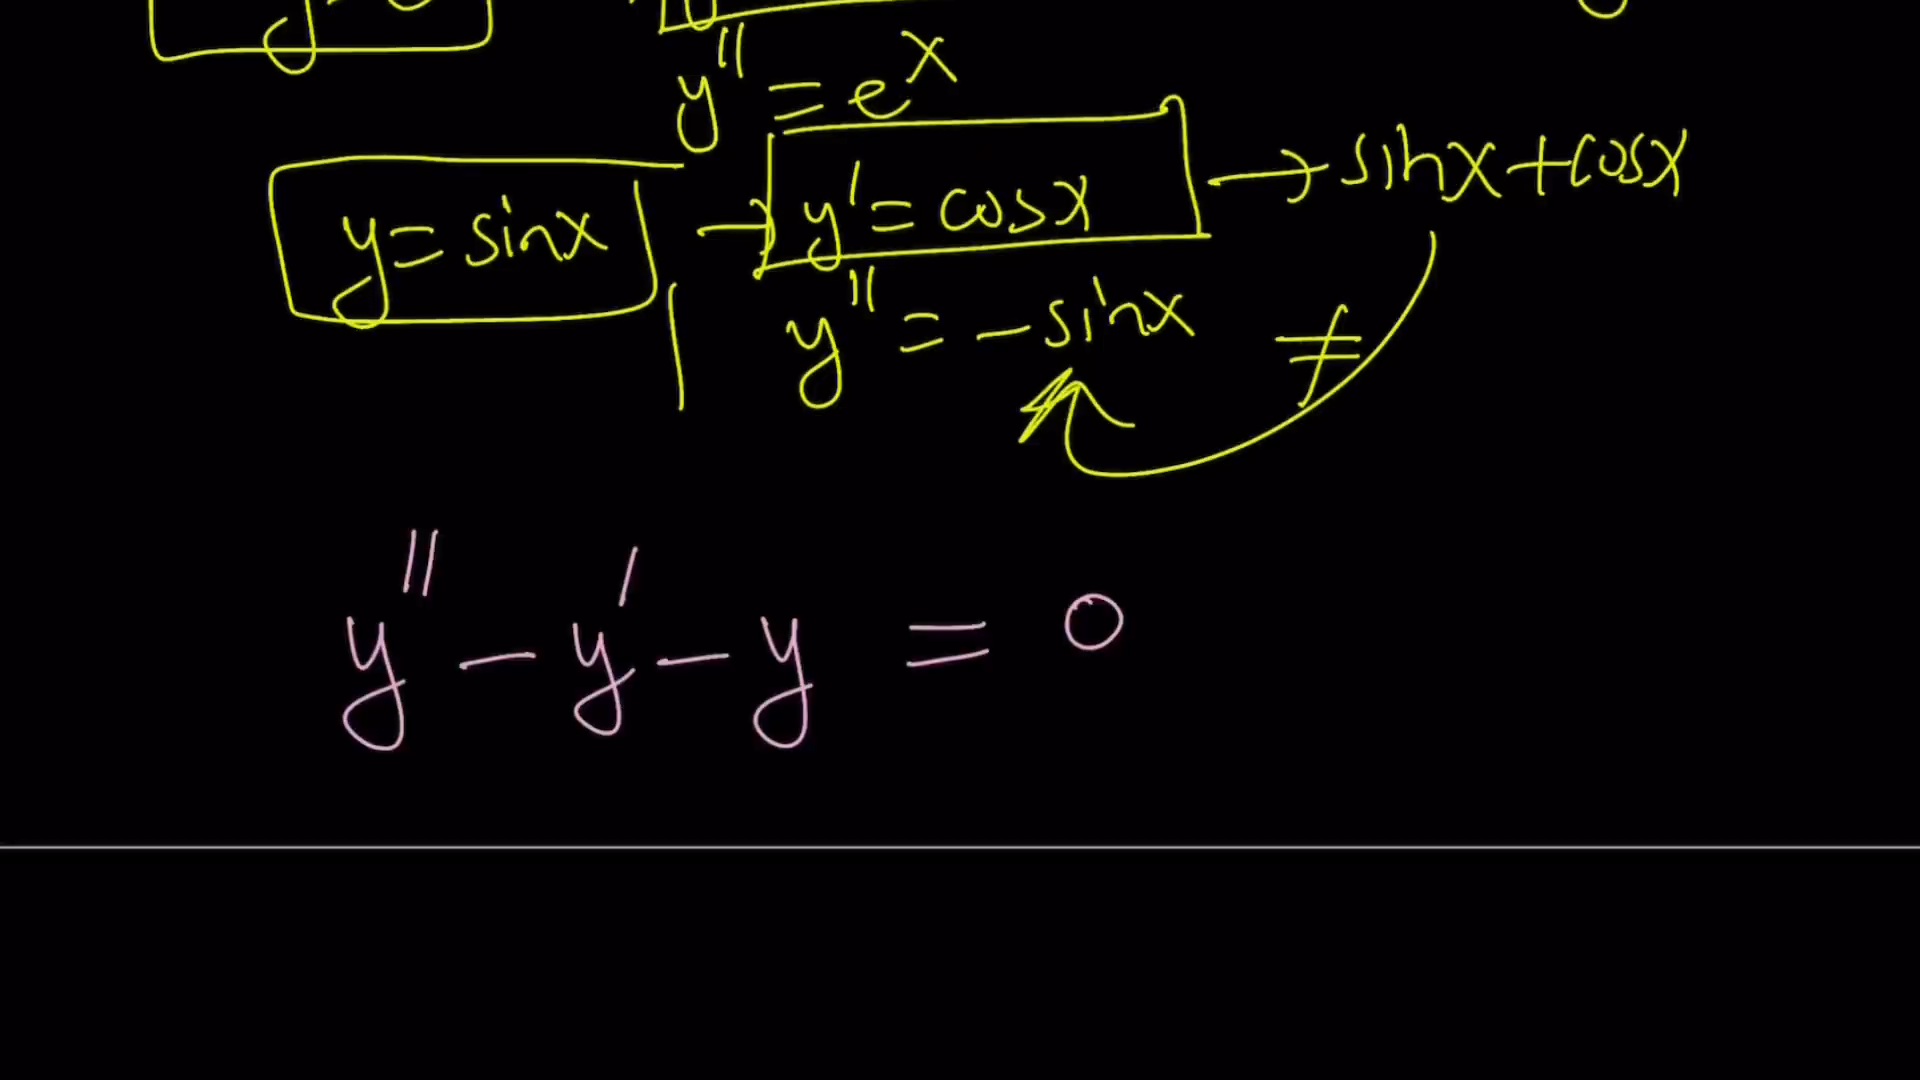 y'' = e^x
y = sinx → y' = cosx → sinx + cosx
y'' = -sinx ≠
y'' - y' - y = 0